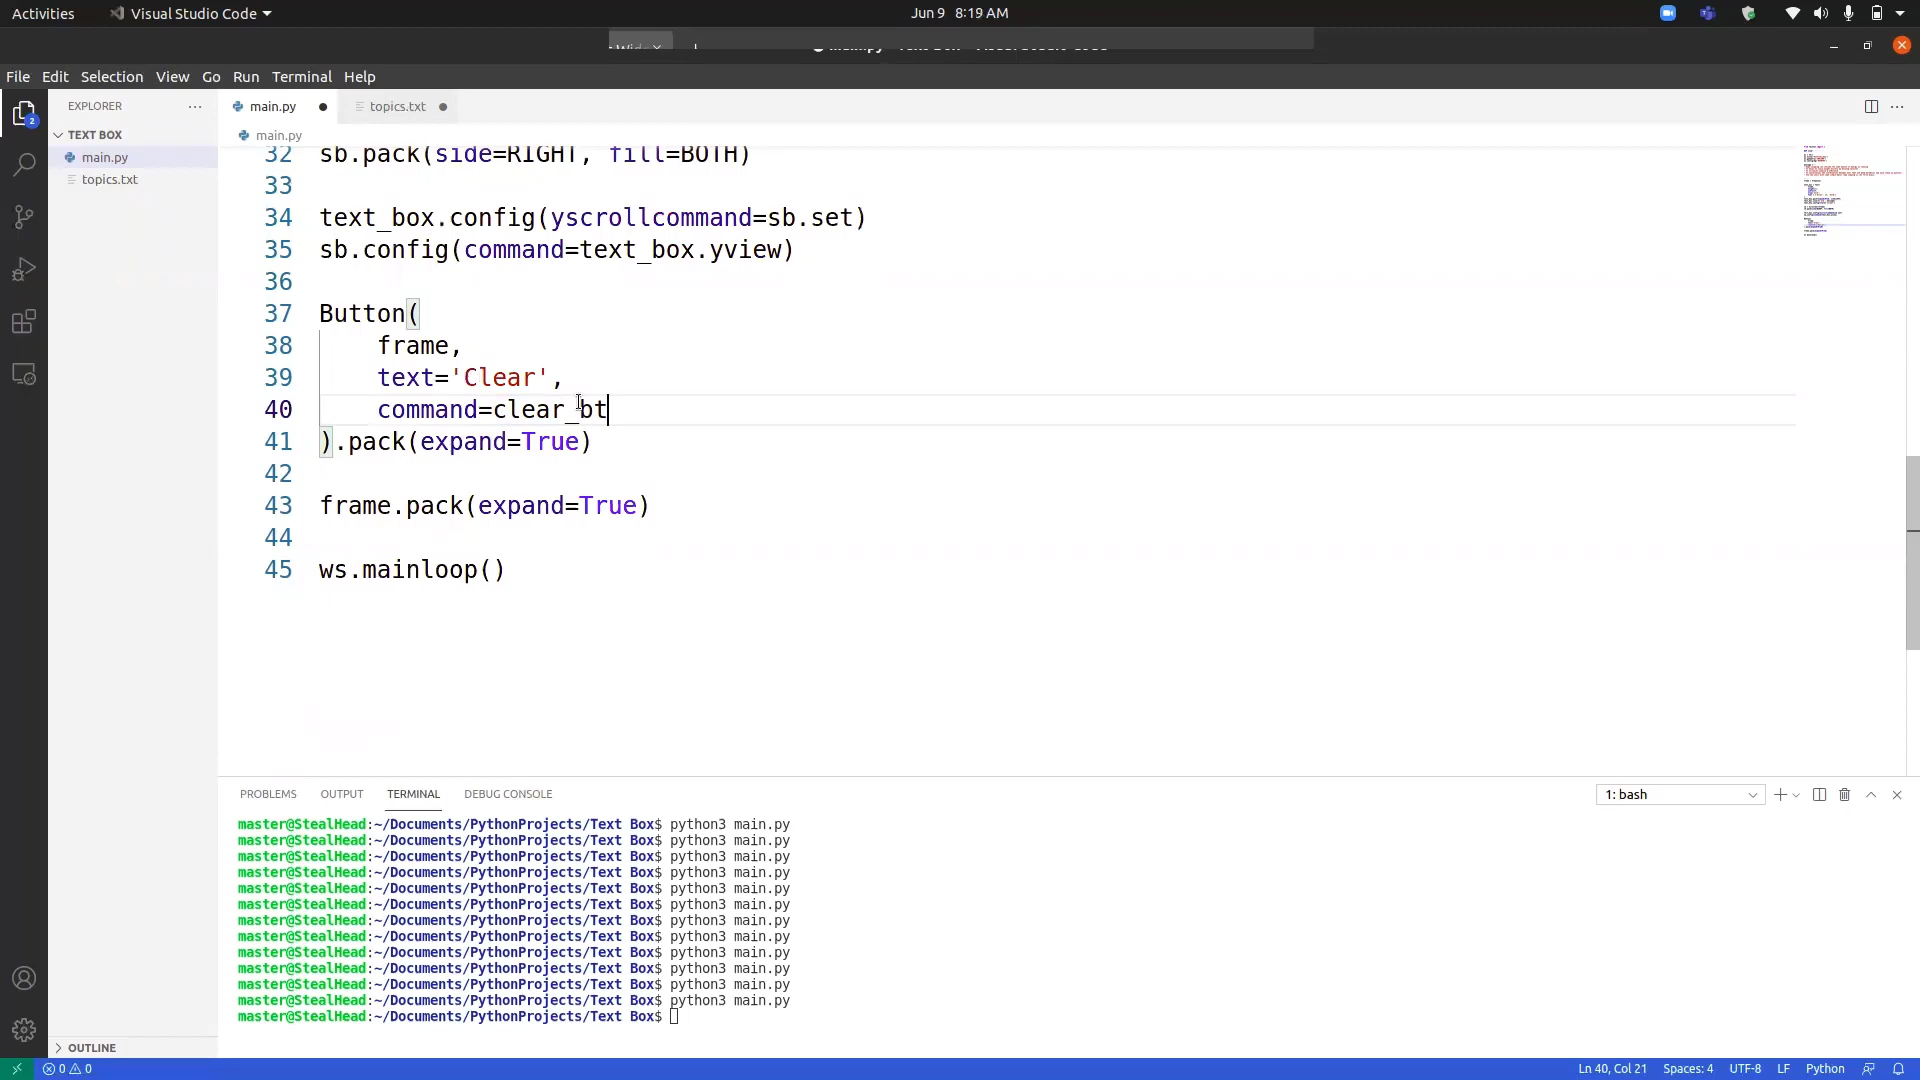 Activities
Visual Studio Code
Jun 9 8:19 AM
File Edit Selection View Go Run Terminal Help
EXPLORER
main.py
topics.txt
TEXT BOX
main.py
main.py
topics.txt
32 sb.pack(side=RIGHT, fill=BOTH)
33
34 text_box.config(yscrollcommand=sb.set)
35 sb.config(command=text_box.yview)
36
37 Button(
38 frame,
39 text='Clear',
40 command=clear_bt
41 ).pack(expand=True)
42
43 frame.pack(expand=True)
44
45 ws.mainloop()
2
PROBLEMS OUTPUT TERMINAL DEBUG CONSOLE
1: bash
master@StealHead:~/Documents/PythonProjects/Text Box$ python3 main.py
master@StealHead:~/Documents/PythonProjects/Text Box$ python3 main.py
master@StealHead:~/Documents/PythonProjects/Text Box$ python3 main.py
master@StealHead:~/Documents/PythonProjects/Text Box$ python3 main.py
master@StealHead:~/Documents/PythonProjects/Text Box$ python3 main.py
master@StealHead:~/Documents/PythonProjects/Text Box$ python3 main.py
master@StealHead:~/Documents/PythonProjects/Text Box$ python3 main.py
master@StealHead:~/Documents/PythonProjects/Text Box$ python3 main.py
master@StealHead:~/Documents/PythonProjects/Text Box$ python3 main.py
master@StealHead:~/Documents/PythonProjects/Text Box$ python3 main.py
master@StealHead:~/Documents/PythonProjects/Text Box$ python3 main.py
master@StealHead:~/Documents/PythonProjects/Text Box$ python3 main.py
master@StealHead:~/Documents/PythonProjects/Text Box$
OUTLINE
0 0
Ln 40, Col 21 Spaces: 4 UTF-8 LF Python